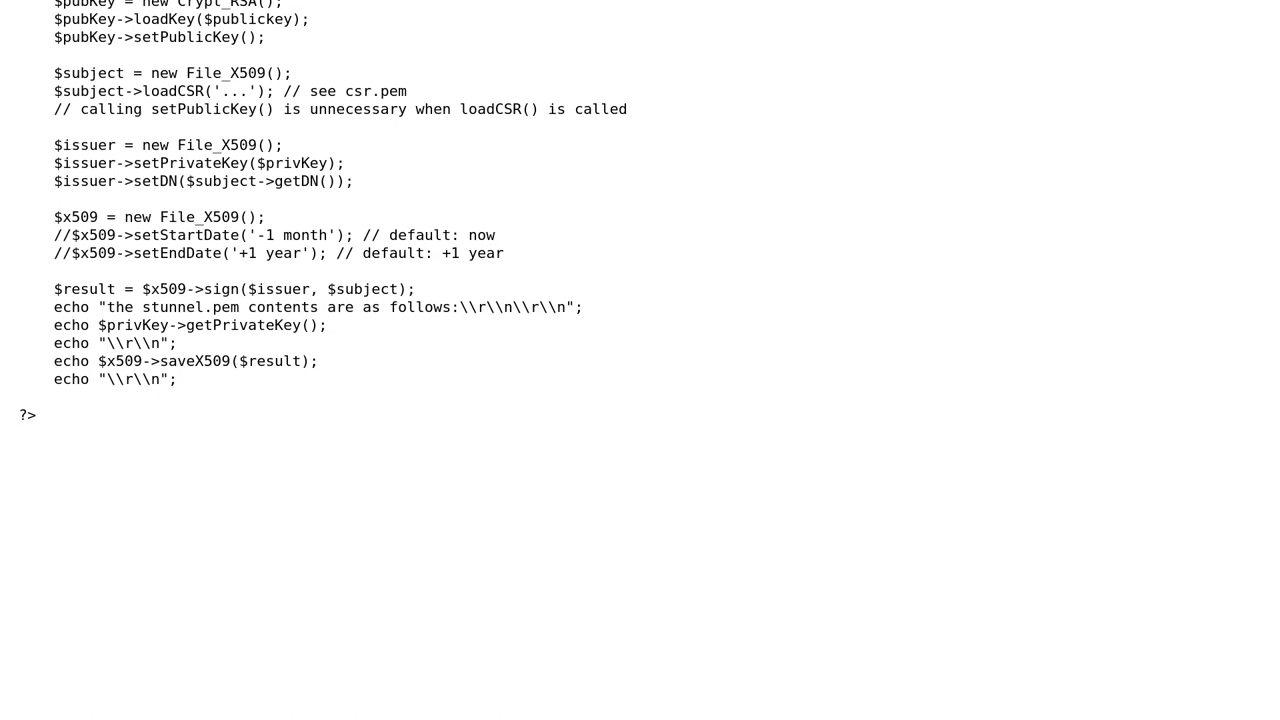 $pubKey = new Crypt_RSA();
$pubKey->loadKey($publickey);
$pubKey->setPublicKey();

$subject = new File_X509();
$subject->loadCSR('...'); // see csr.pem
// calling setPublicKey() is unnecessary when loadCSR() is called

$issuer = new File_X509();
$issuer->setPrivateKey($privKey);
$issuer->setDN($subject->getDN());

$x509 = new File_X509();
//$x509->setStartDate('-1 month'); // default: now
//$x509->setEndDate('+1 year'); // default: +1 year

$result = $x509->sign($issuer, $subject);
echo "the stunnel.pem contents are as follows:\\r\\n\\r\\n";
echo $privKey->getPrivateKey();
echo "\\r\\n";
echo $x509->saveX509($result);
echo "\\r\\n";

?>